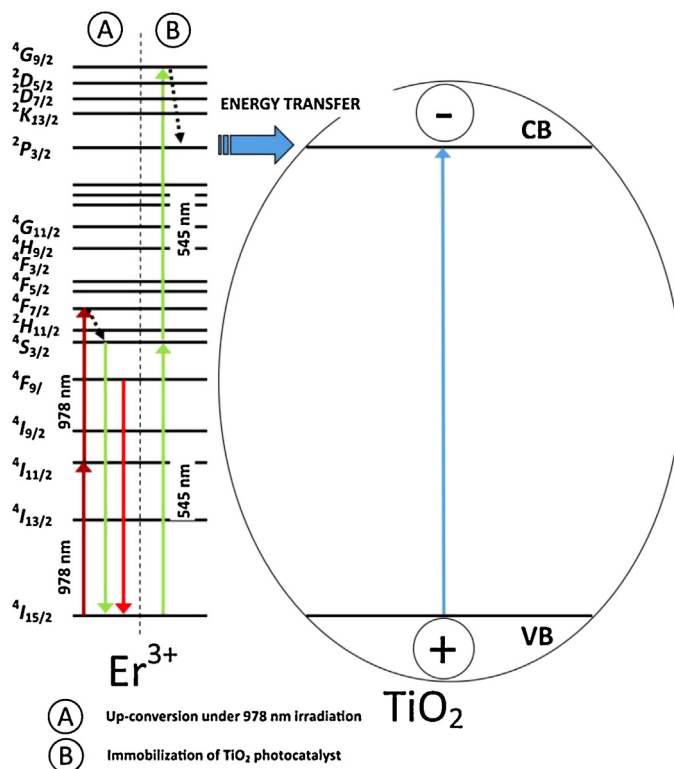 A B
⁴G₉/₂
²D₅/₂
²D₇/₂
²K₁₃/₂
²P₃/₂
⁴G₁₁/₂
⁴H₉/₂
⁴F₃/₂
⁴F₅/₂
⁴F₇/₂
²H₁₁/₂
⁴S₃/₂
⁴F₉/
⁴I₉/₂
⁴I₁₁/₂
⁴I₁₃/₂
⁴I₁₅/₂
978 nm
978 nm
545 nm
545 nm
ENERGY TRANSFER
-
CB
+
VB
Er³⁺
TiO₂
A Up-conversion under 978 nm irradiation
B Immobilization of TiO₂ photocatalyst